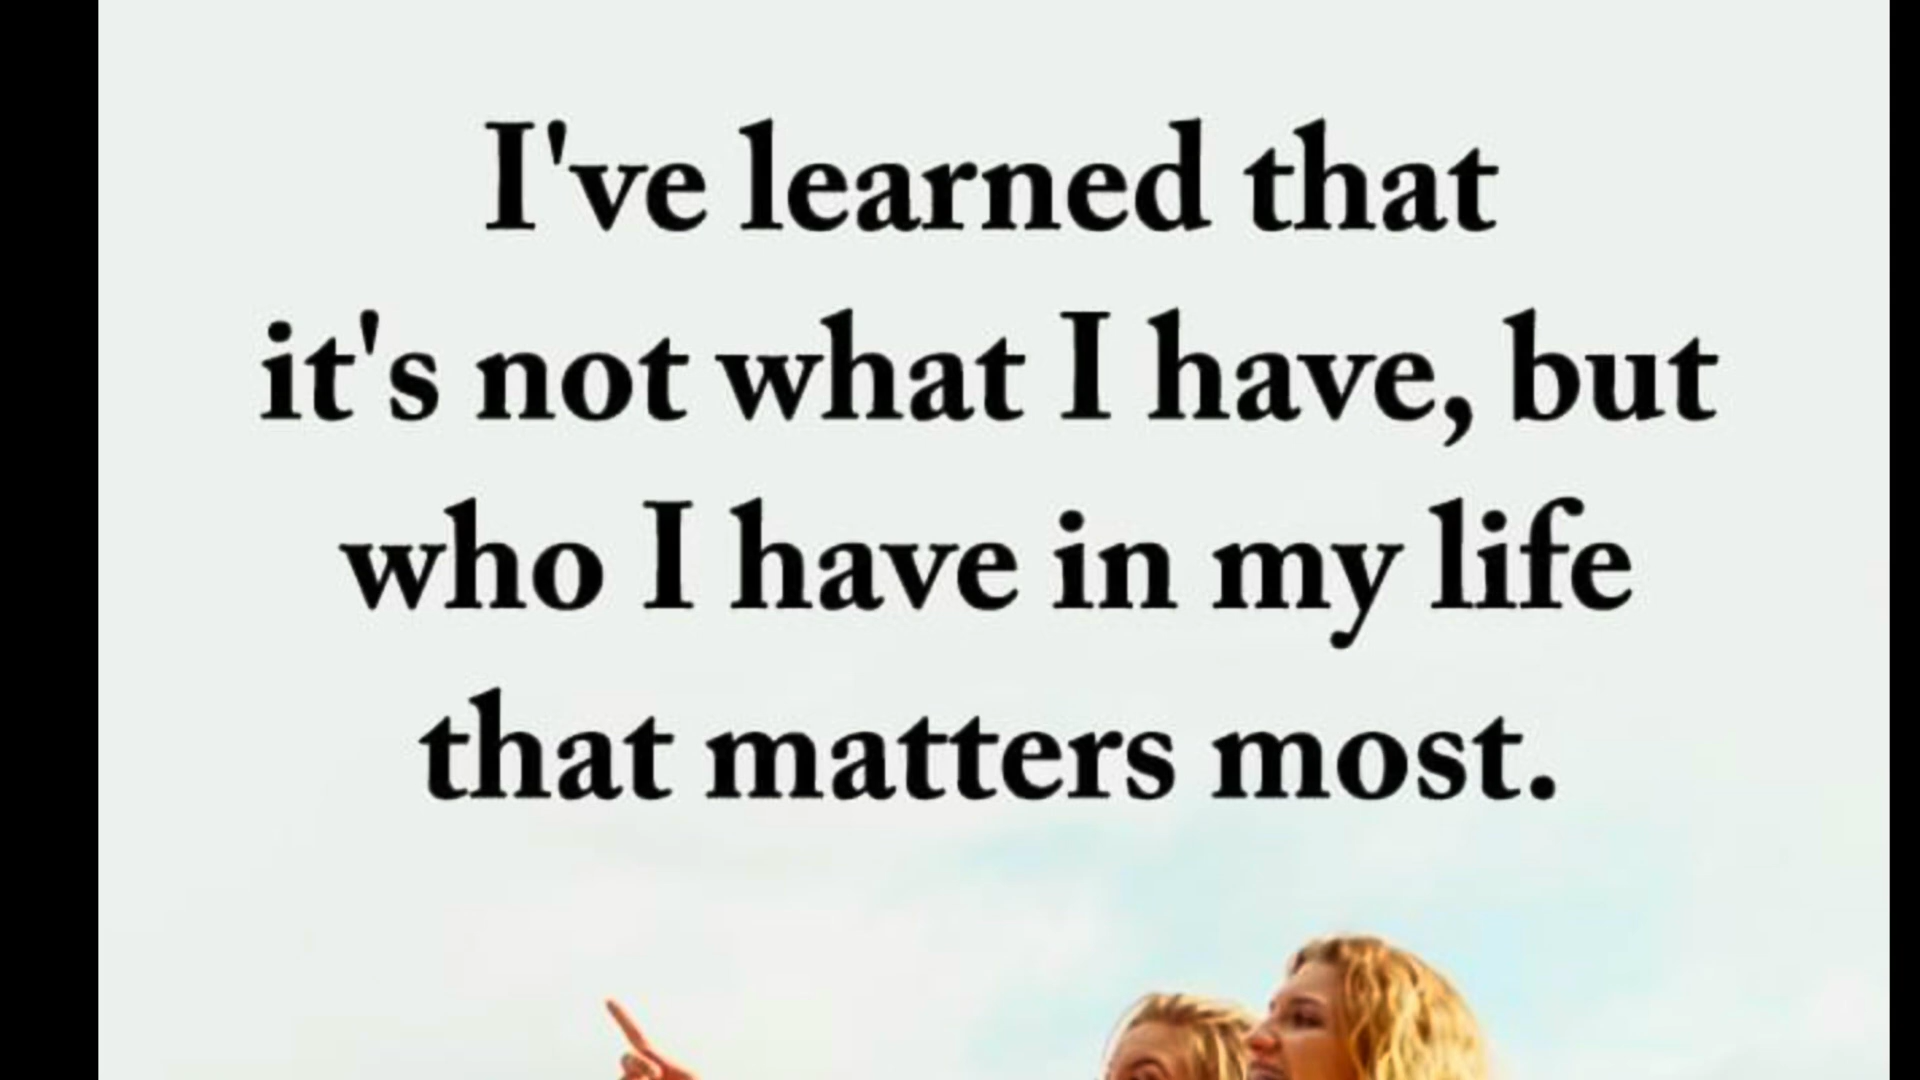 I've learned that
it's not what I have, but
who I have in my life
that matters most.